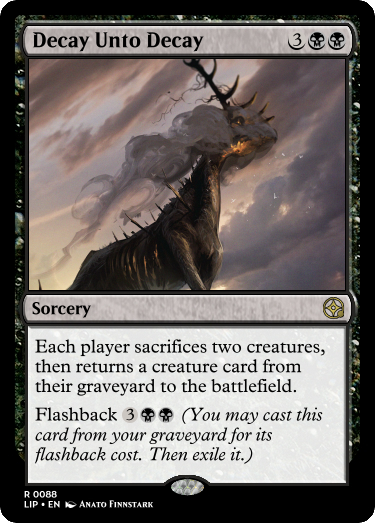 Decay Unto Decay 3
Sorcery
Each player sacrifices two creatures,
then returns a creature card from
their graveyard to the battlefield.
Flashback 3 (You may cast this
card from your graveyard for its
flashback cost. Then exile it.)
R 0088
LIP • EN Anato Finnstark